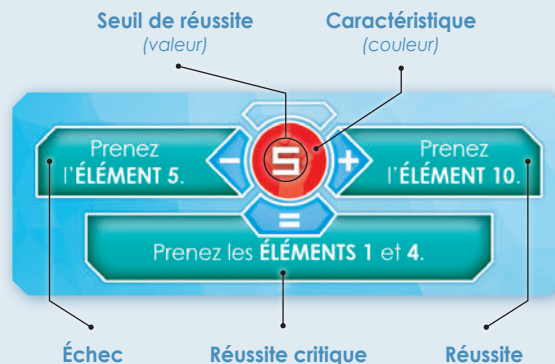 Seuil de réussite
(valeur)
Caractéristique
(couleur)
Prenez
l'ÉLÉMENT 5.
-
5
+
Prenez
l'ÉLÉMENT 10.
=
Prenez les ÉLÉMENTS 1 et 4.
Échec
Réussite critique
Réussite